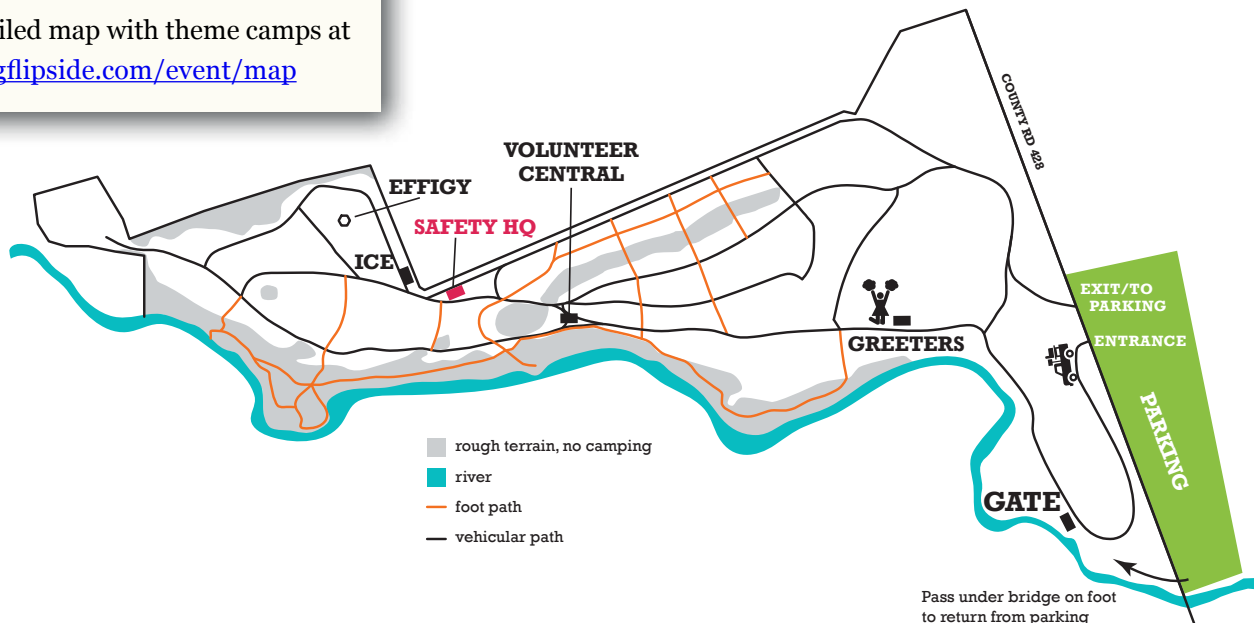 iled map with theme camps at
gflipside.com/event/map
COUNTY RD 428
VOLUNTEER
CENTRAL
EFFIGY
SAFETY HQ
ICE
EXIT/TO
PARKING
ENTRANCE
GREETERS
PARKING
rough terrain, no camping
river
foot path
vehicular path
GATE
Pass under bridge on foot
to return from parking